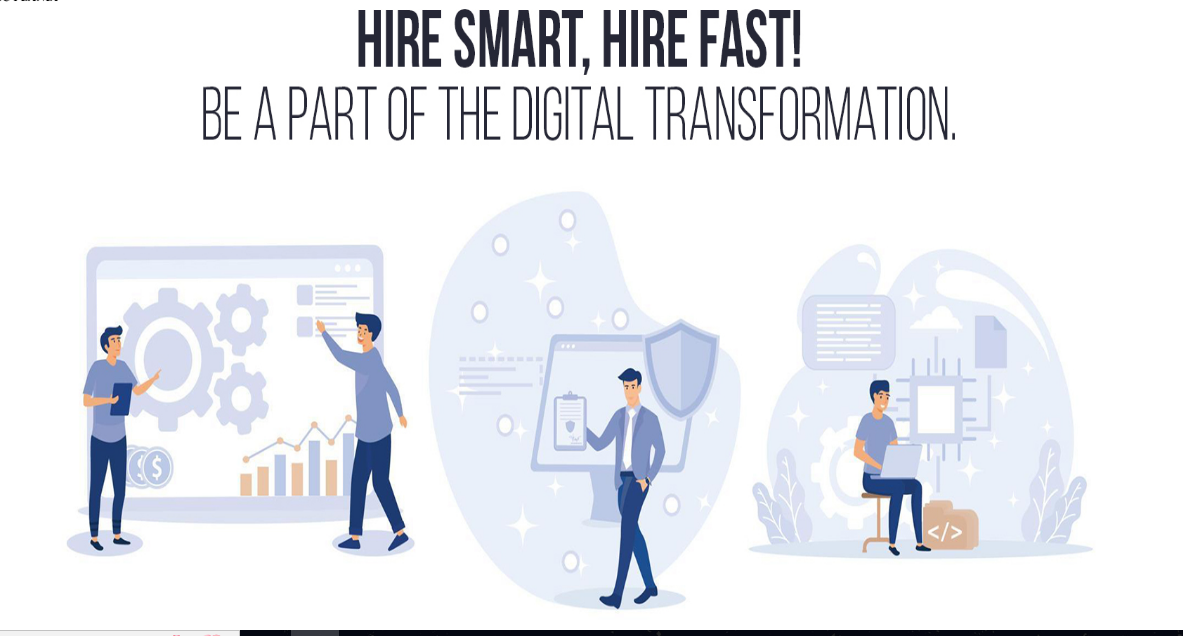 HIRE SMART, HIRE FAST!
BE A PART OF THE DIGITAL TRANSFORMATION.
$
</>